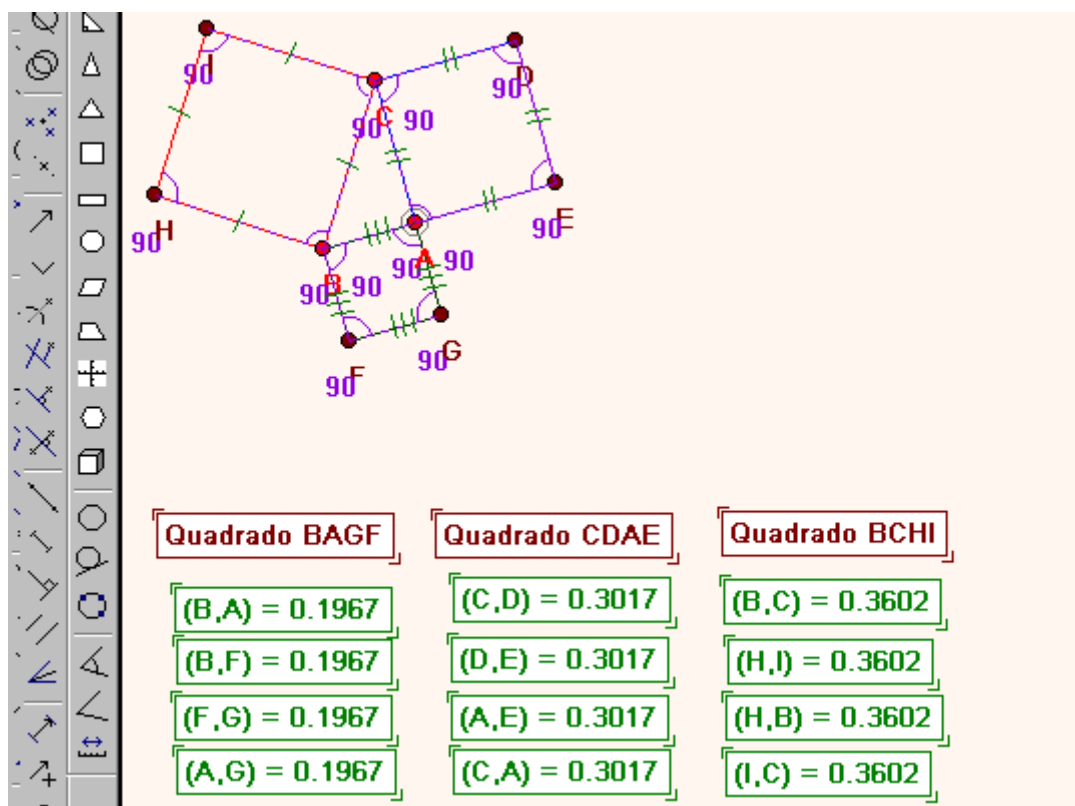 I
90
D
90
C
90
90
H
90
E
90
A
90
90
B
90
90
G
90
F
90
Quadrado BAGF
Quadrado CDAE
Quadrado BCHI
(B,A) = 0.1967
(C,D) = 0.3017
(B,C) = 0.3602
(B,F) = 0.1967
(D,E) = 0.3017
(H,I) = 0.3602
(F,G) = 0.1967
(A,E) = 0.3017
(H,B) = 0.3602
(A,G) = 0.1967
(C,A) = 0.3017
(I,C) = 0.3602